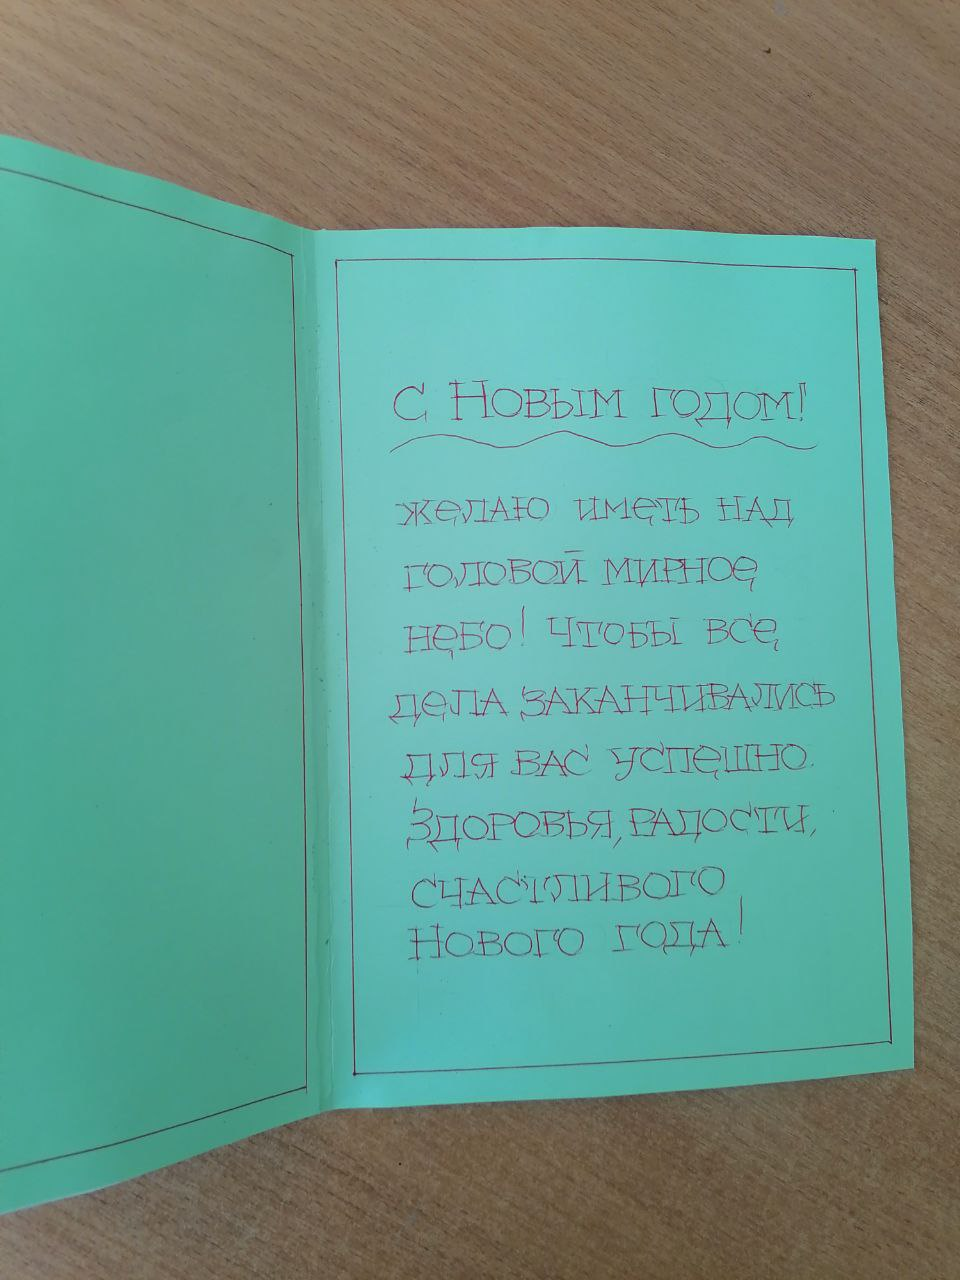 С Новым годом!
желаю иметь над
головой мирное
небо! Чтобы все
дела заканчивались
для вас успешно.
Здоровья, радости,
счастливого
Нового года!